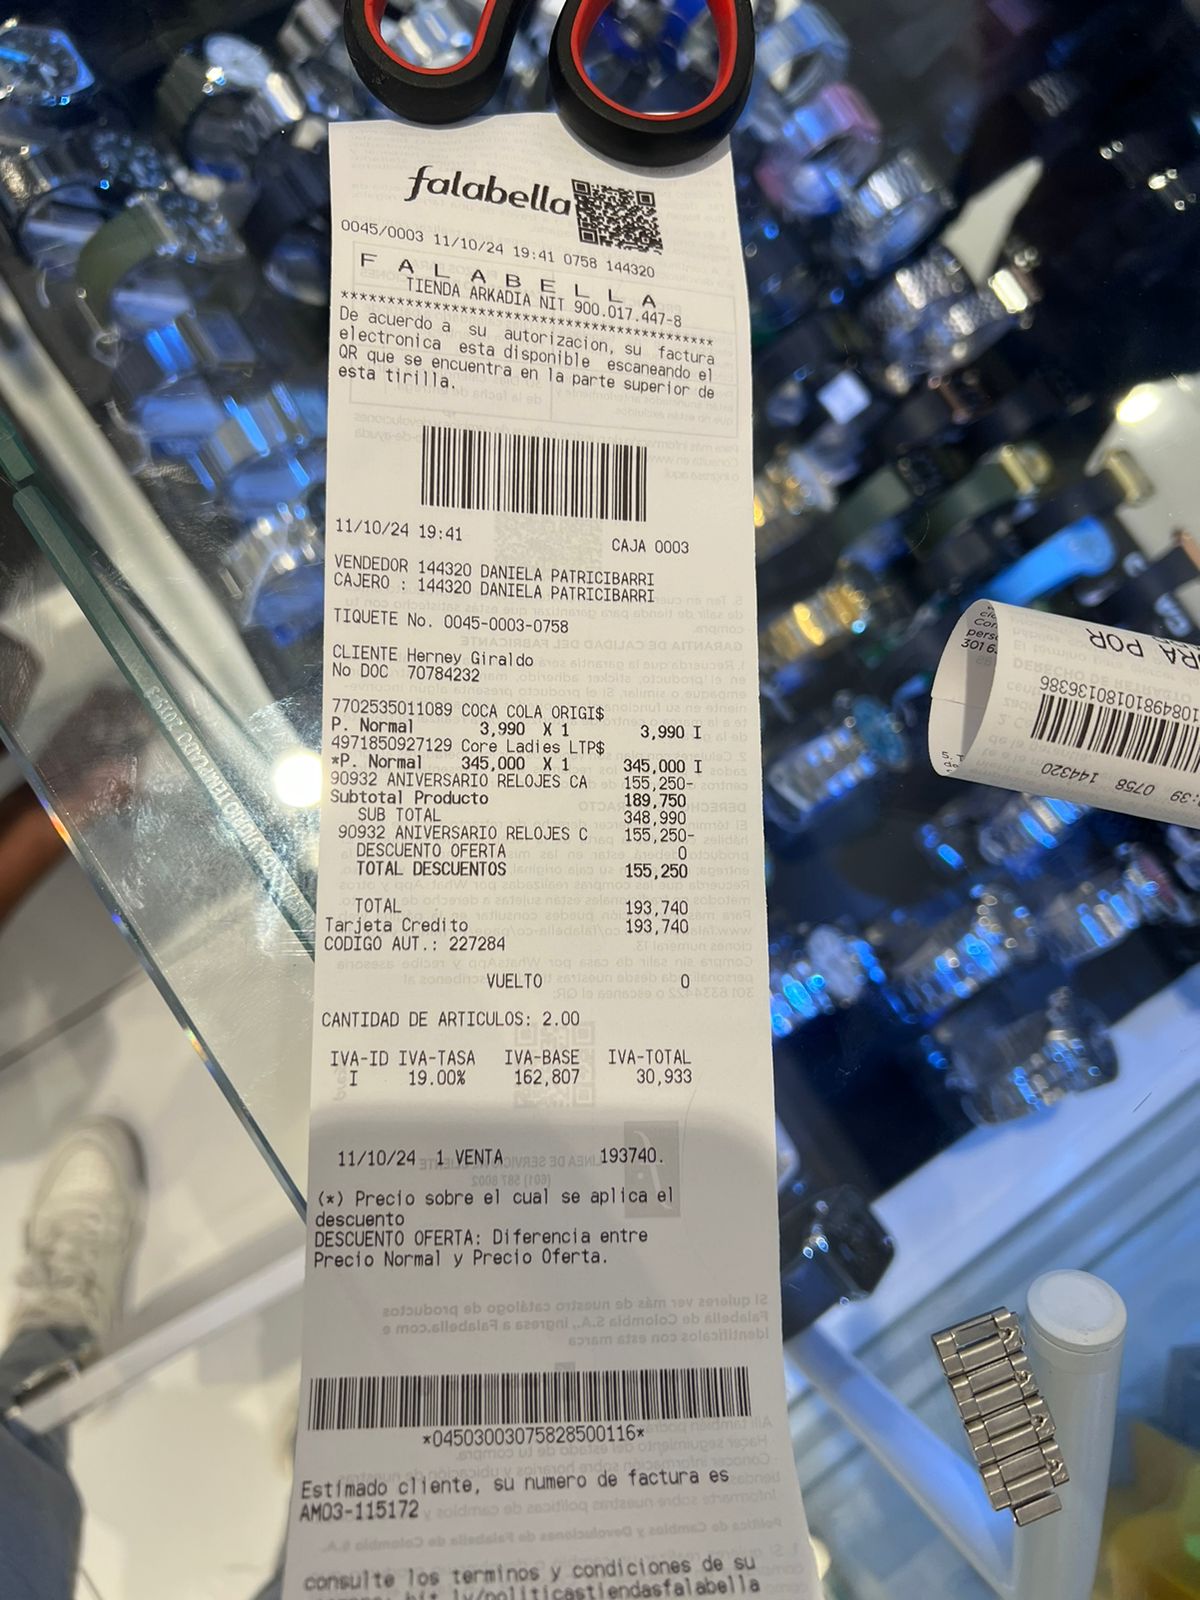 falabella
0045/0003 11/10/24 19:41 0758 144320
F A L A B E L L A
TIENDA ARKADIA NIT 900.017.447-8
******************************************
De acuerdo a su autorizacion, su factura
electronica esta disponible escaneando el
QR que se encuentra en la parte superior de
esta tirilla.
11/10/24 19:41 CAJA 0003
VENDEDOR 144320 DANIELA PATRICIBARRI
CAJERO : 144320 DANIELA PATRICIBARRI
TIQUETE No. 0045-0003-0758
CLIENTE Herney Giraldo
No DOC 70784232
7702535011089 COCA COLA ORIGI$
P. Normal 3,990 X 1 3,990 I
4971850927129 Core Ladies LTP$
*P. Normal 345,000 X 1 345,000 I
90932 ANIVERSARIO RELOJES CA 155,250-
Subtotal Producto 189,750
SUB TOTAL 348,990
90932 ANIVERSARIO RELOJES C 155,250-
DESCUENTO OFERTA 0
TOTAL DESCUENTOS 155,250
TOTAL 193,740
Tarjeta Credito 193,740
CODIGO AUT.: 227284
VUELTO 0
CANTIDAD DE ARTICULOS: 2.00
IVA-ID IVA-TASA IVA-BASE IVA-TOTAL
I 19.00% 162,807 30,933
11/10/24 1 VENTA 193740.
(*) Precio sobre el cual se aplica el
descuento
DESCUENTO OFERTA: Diferencia entre
Precio Normal y Precio Oferta.
*04503003075828500116*
Estimado cliente, su numero de factura es
AM03-115172
consulte los terminos y condiciones de su
bit.ly/politicastiendasfalabella
RA POR
0758 144320